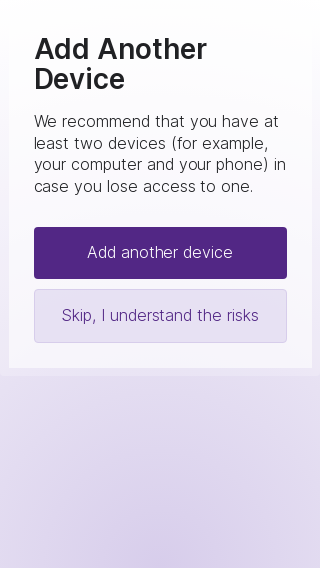 Add Another
Device
We recommend that you have at
least two devices (for example,
your computer and your phone) in
case you lose access to one.
Add another device
Skip, I understand the risks